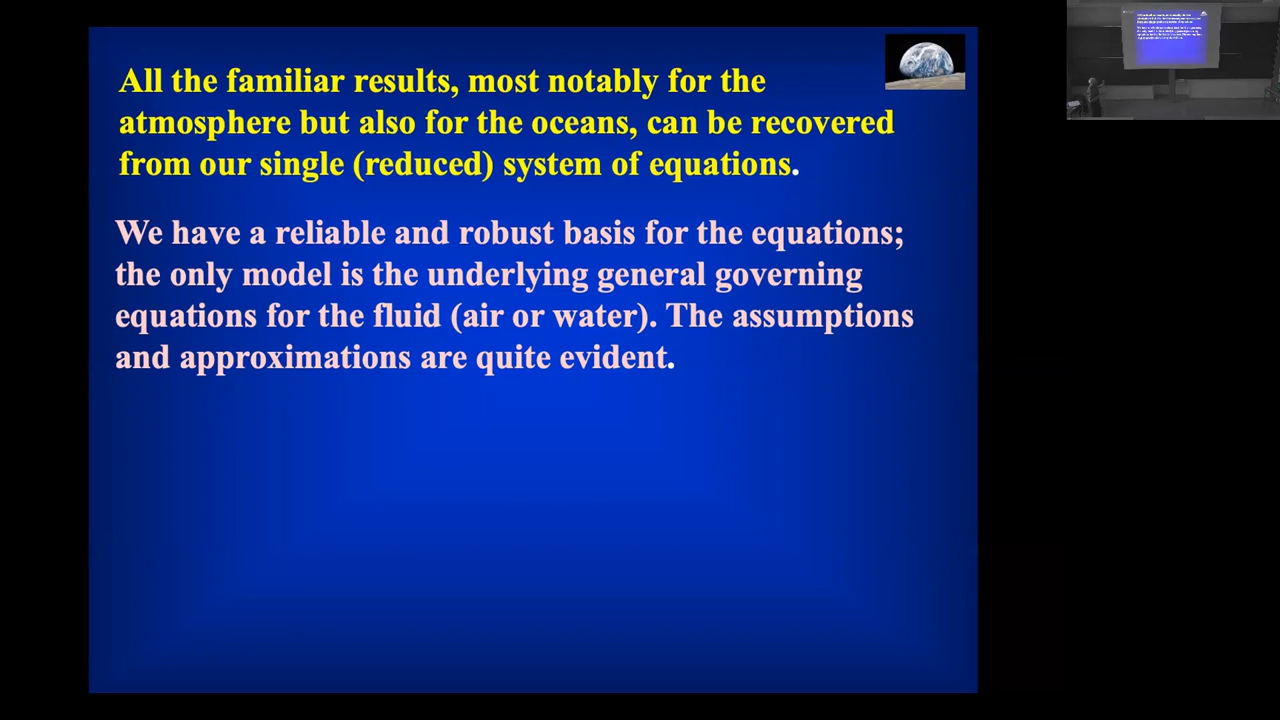 All the familiar results, most notably for the
atmosphere but also for the oceans, can be recovered
from our single (reduced) system of equations.
We have a reliable and robust basis for the equations;
the only model is the underlying general governing
equations for the fluid (air or water). The assumptions
and approximations are quite evident.